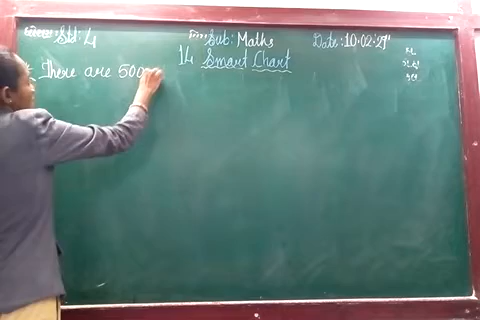 Std: 4 Sub: Maths Date: 10:02:21
14 Smart Chart
* There are 500